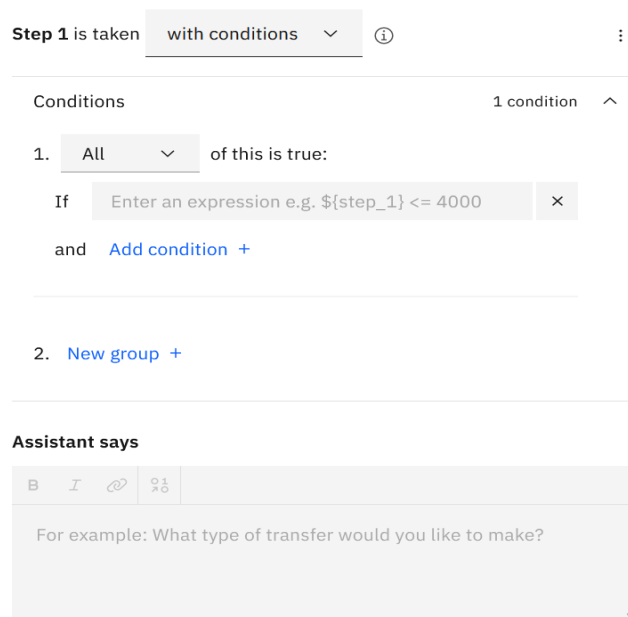 Step 1 is taken with conditions
Conditions 1 condition
1. All of this is true:
If Enter an expression e.g. ${step_1} <= 4000
and Add condition +
2. New group +
Assistant says
B I
For example: What type of transfer would you like to make?